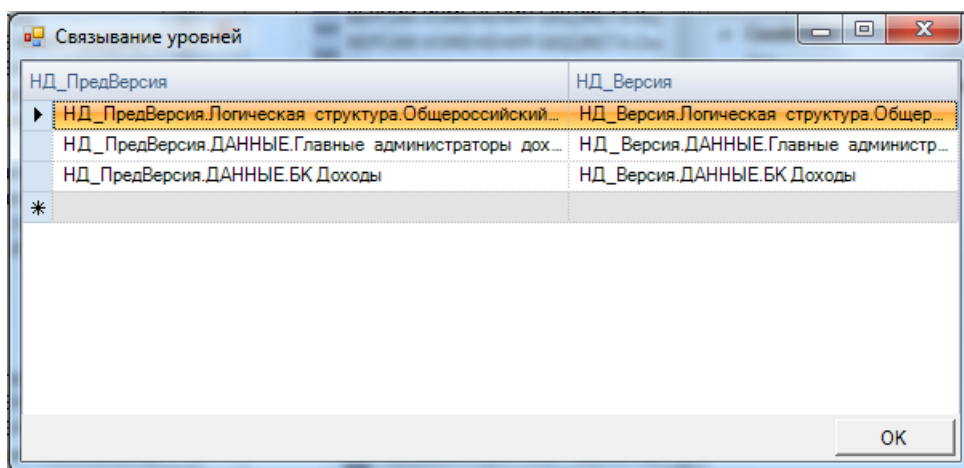 Связывание уровней
НД_ПредВерсия НД_Версия
НД_ПредВерсия.Логическая структура.Общероссийский... НД_Версия.Логическая структура.Общер...
НД_ПредВерсия.ДАННЫЕ.Главные администраторы дох... НД_Версия.ДАННЫЕ.Главные администр...
НД_ПредВерсия.ДАННЫЕ.БК Доходы НД_Версия.ДАННЫЕ.БК Доходы
OK